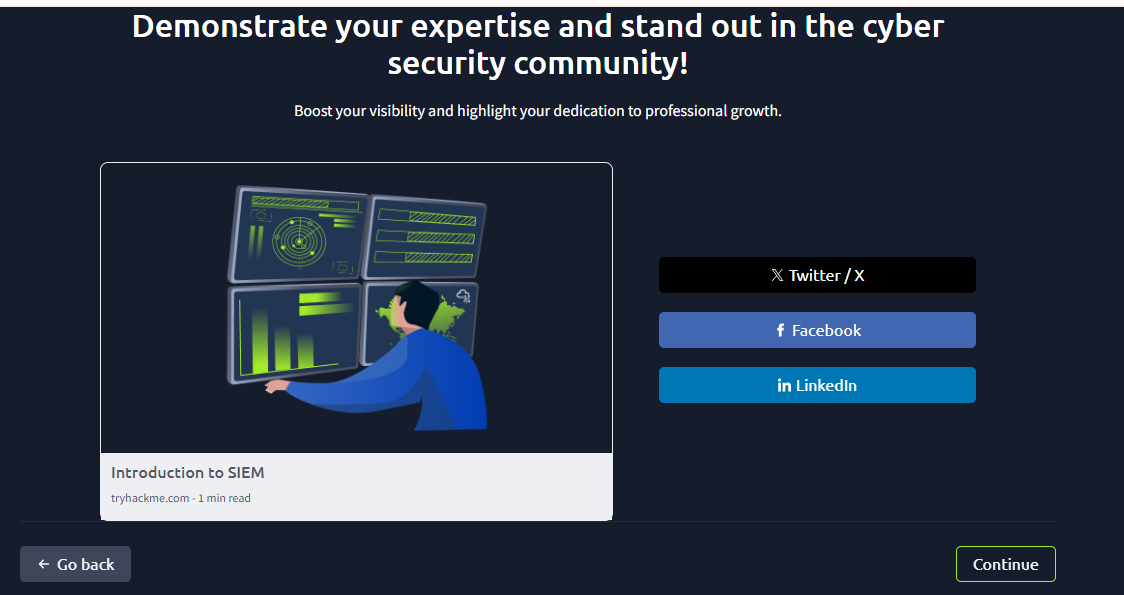 Demonstrate your expertise and stand out in the cyber
security community!
Boost your visibility and highlight your dedication to professional growth.
𝕏 Twitter / X
f Facebook
in LinkedIn
Introduction to SIEM
tryhackme.com - 1 min read
← Go back
Continue